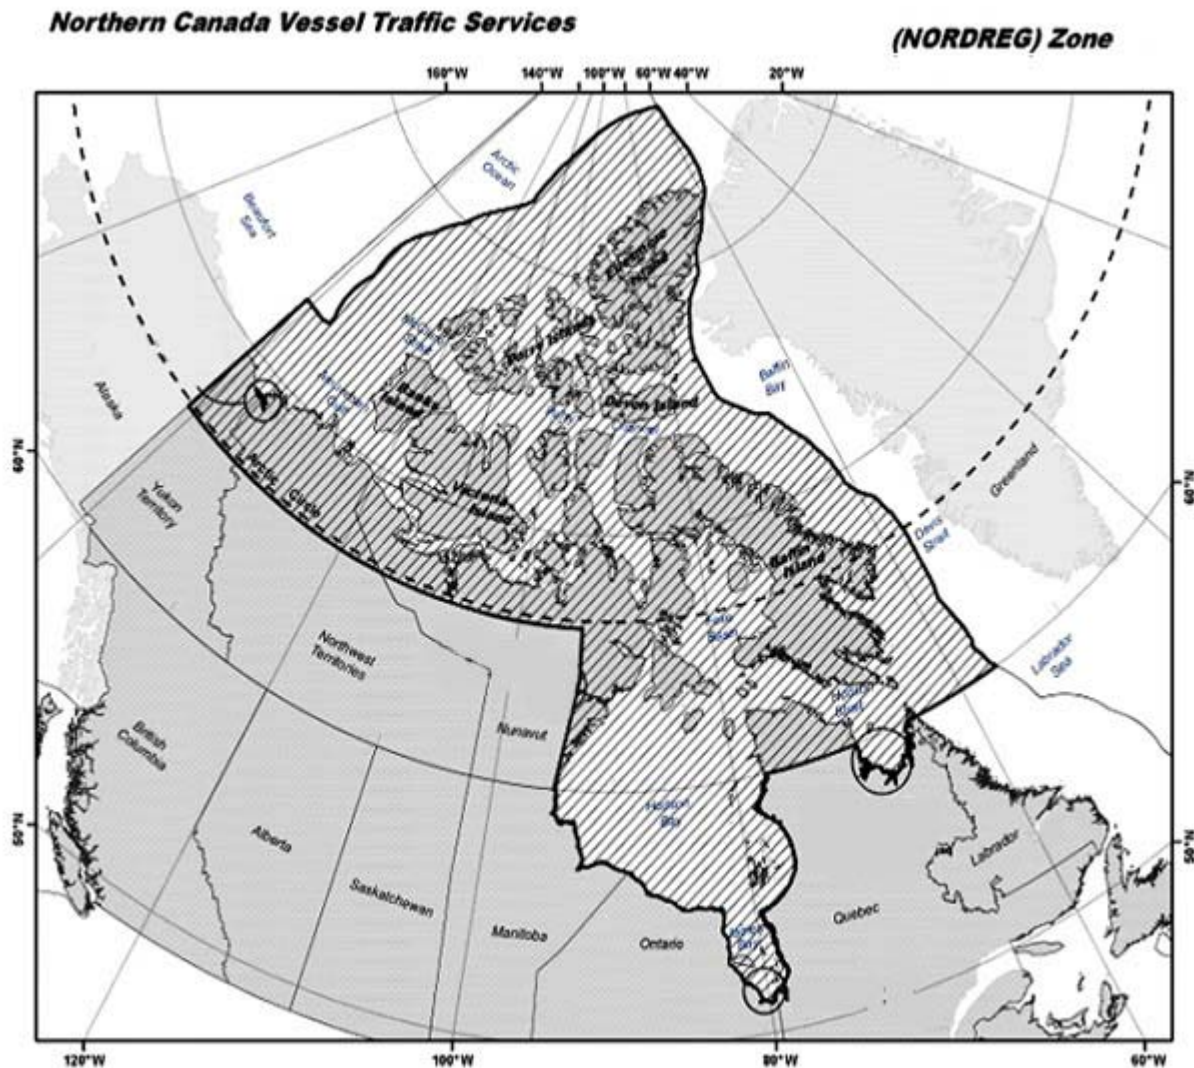 Northern Canada Vessel Traffic Services
(NORDREG) Zone
160°W 140°W 100°W 60°W 40°W 20°W
Arctic
Ocean
Beaufort
Sea
Ellesmere
Island
Parry Islands
Baffin
Bay
Alaska
Amundsen
Gulf
Banks
Island
Devon Island
60°N
60°N
Greenland
Arctic Circle
Yukon
Territory
Victoria
Island
Davis
Strait
Baffin
Island
Foxe
Basin
Labrador
Sea
Northwest
Territories
Hudson
Strait
Nunavut
British
Columbia
Hudson
Bay
50°N
50°N
Alberta
Labrador
Saskatchewan
Quebec
Manitoba
Ontario
James
Bay
120°W 100°W 80°W 60°W